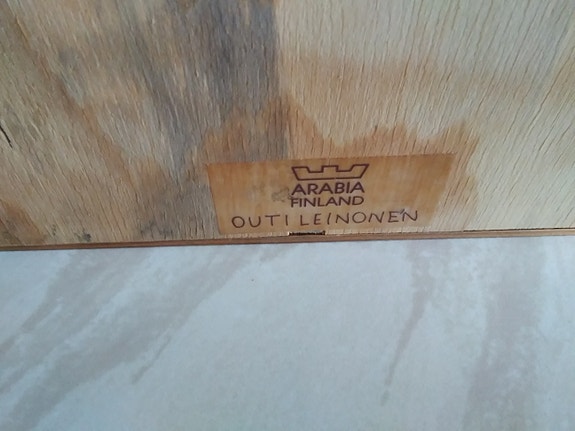 ARABIA
FINLAND
OUTI LEINONEN